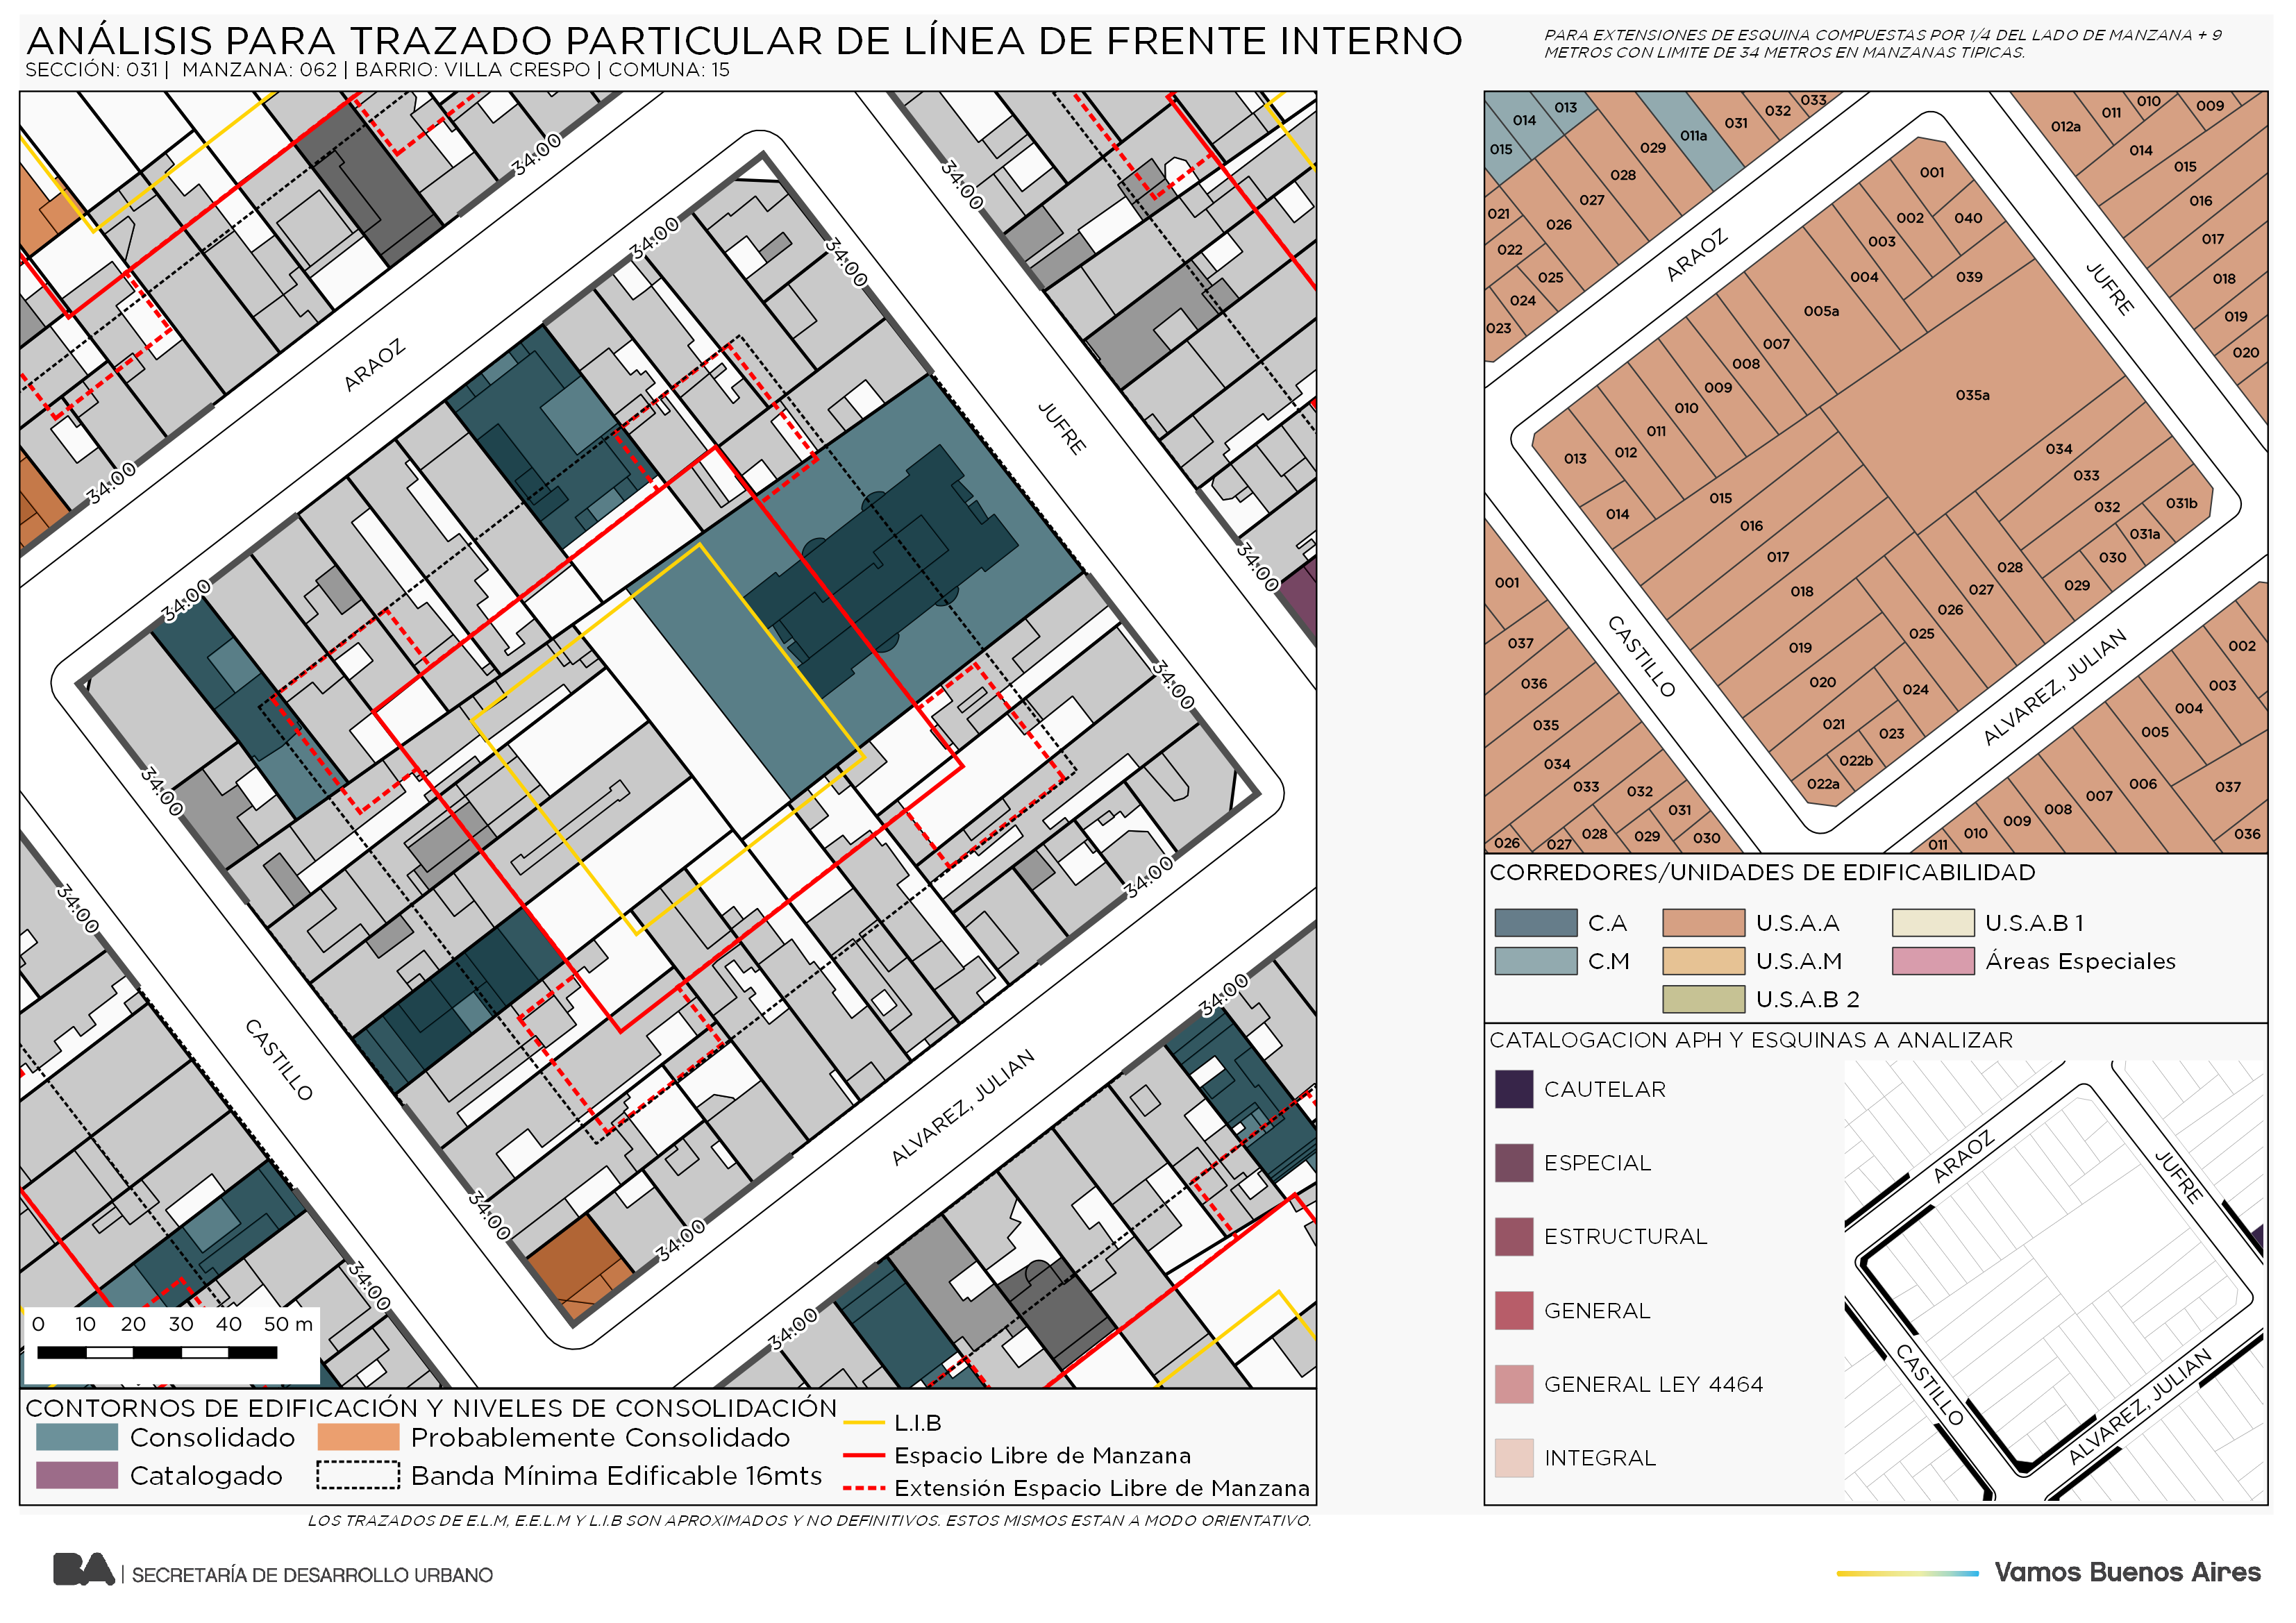 ANÁLISIS PARA TRAZADO PARTICULAR DE LÍNEA DE FRENTE INTERNO
SECCIÓN: 031 | MANZANA: 062 | BARRIO: VILLA CRESPO | COMUNA: 15
PARA EXTENSIONES DE ESQUINA COMPUESTAS POR 1/4 DEL LADO DE MANZANA + 9
METROS CON LIMITE DE 34 METROS EN MANZANAS TIPICAS.
34:00
34:00
34:00
34:00
ARAOZ
JUFRE
34:00
34:00
34:00
34:00
34:00
34:00
34:00
CASTILLO
ALVAREZ, JULIAN
34:00
34:00
34:00
34:00
34:00
0 10 20 30 40 50 m
CONTORNOS DE EDIFICACIÓN Y NIVELES DE CONSOLIDACIÓN
Consolidado
Probablemente Consolidado
Catalogado
Banda Mínima Edificable 16mts
L.I.B
Espacio Libre de Manzana
Extensión Espacio Libre de Manzana
LOS TRAZADOS DE E.L.M, E.E.L.M Y L.I.B SON APROXIMADOS Y NO DEFINITIVOS. ESTOS MISMOS ESTAN A MODO ORIENTATIVO.
014
013
015
011a
031
032
033
029
028
027
026
021
022
025
024
023
012a
011
010
009
014
015
016
017
018
019
020
ARAOZ
JUFRE
001
002
040
003
004
039
005a
007
008
009
010
011
012
013
014
035a
015
016
017
018
019
020
021
022a
022b
023
024
025
026
027
028
029
030
031a
031b
032
033
034
CASTILLO
ALVAREZ, JULIAN
001
037
036
035
034
033
032
031
030
029
028
027
026
002
003
004
005
006
007
008
009
010
011
037
036
CORREDORES/UNIDADES DE EDIFICABILIDAD
C.A
U.S.A.A
U.S.A.B 1
C.M
U.S.A.M
Áreas Especiales
U.S.A.B 2
CATALOGACION APH Y ESQUINAS A ANALIZAR
CAUTELAR
ESPECIAL
ESTRUCTURAL
GENERAL
GENERAL LEY 4464
INTEGRAL
ARAOZ
JUFRE
CASTILLO
ALVAREZ, JULIAN
BA | SECRETARÍA DE DESARROLLO URBANO
Vamos Buenos Aires